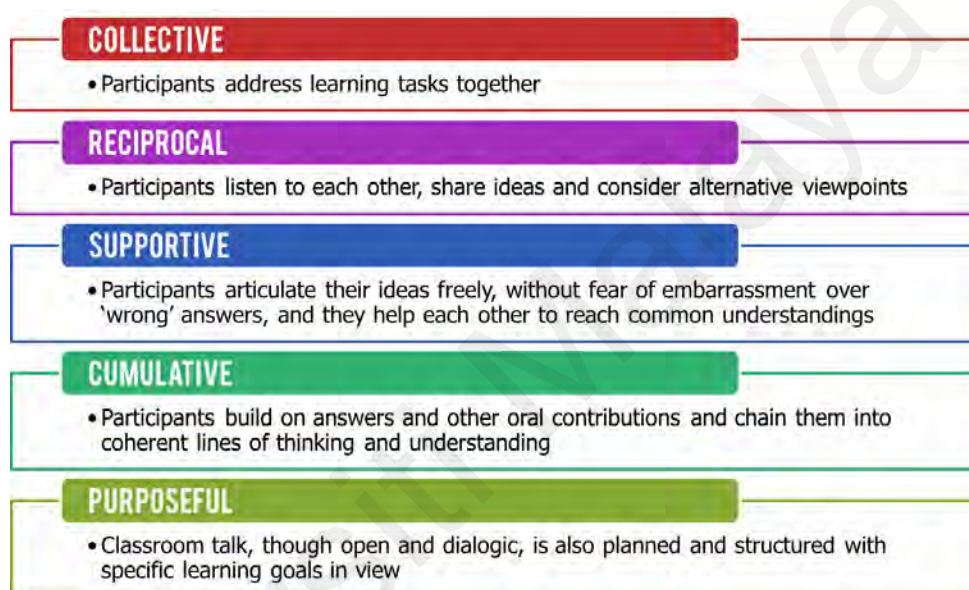 COLLECTIVE
• Participants address learning tasks together
RECIPROCAL
• Participants listen to each other, share ideas and consider alternative viewpoints
SUPPORTIVE
• Participants articulate their ideas freely, without fear of embarrassment over
‘wrong’ answers, and they help each other to reach common understandings
CUMULATIVE
• Participants build on answers and other oral contributions and chain them into
coherent lines of thinking and understanding
PURPOSEFUL
• Classroom talk, though open and dialogic, is also planned and structured with
specific learning goals in view
Malaya